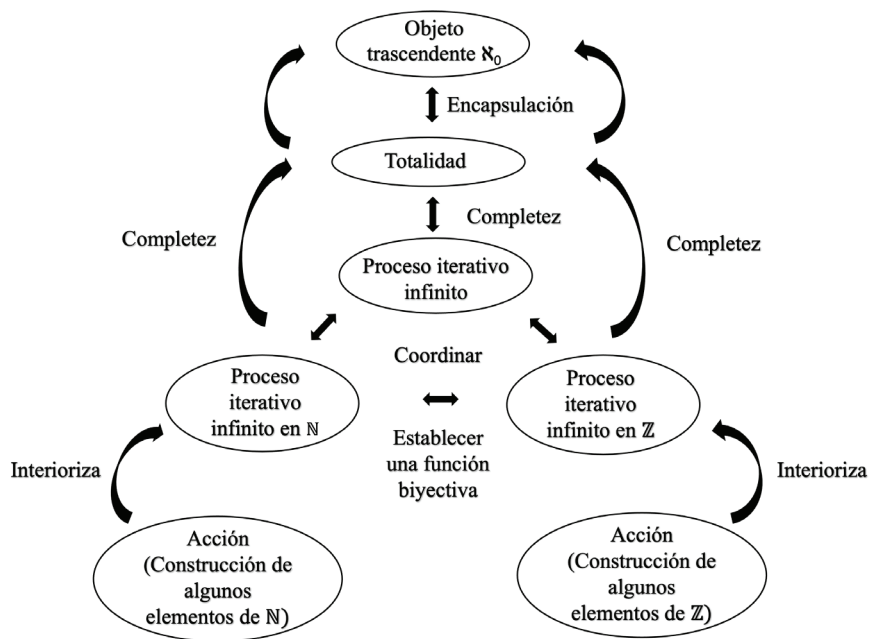 Objeto
trascendente ℵ₀
Encapsulación
Totalidad
Completez
Completez
Completez
Proceso iterativo
infinito
Coordinar
Proceso
iterativo
infinito en ℕ
Proceso
iterativo
infinito en ℤ
Establecer
una función
biyectiva
Interioriza
Interioriza
Acción
(Construcción de
algunos
elementos de ℕ)
Acción
(Construcción de
algunos
elementos de ℤ)